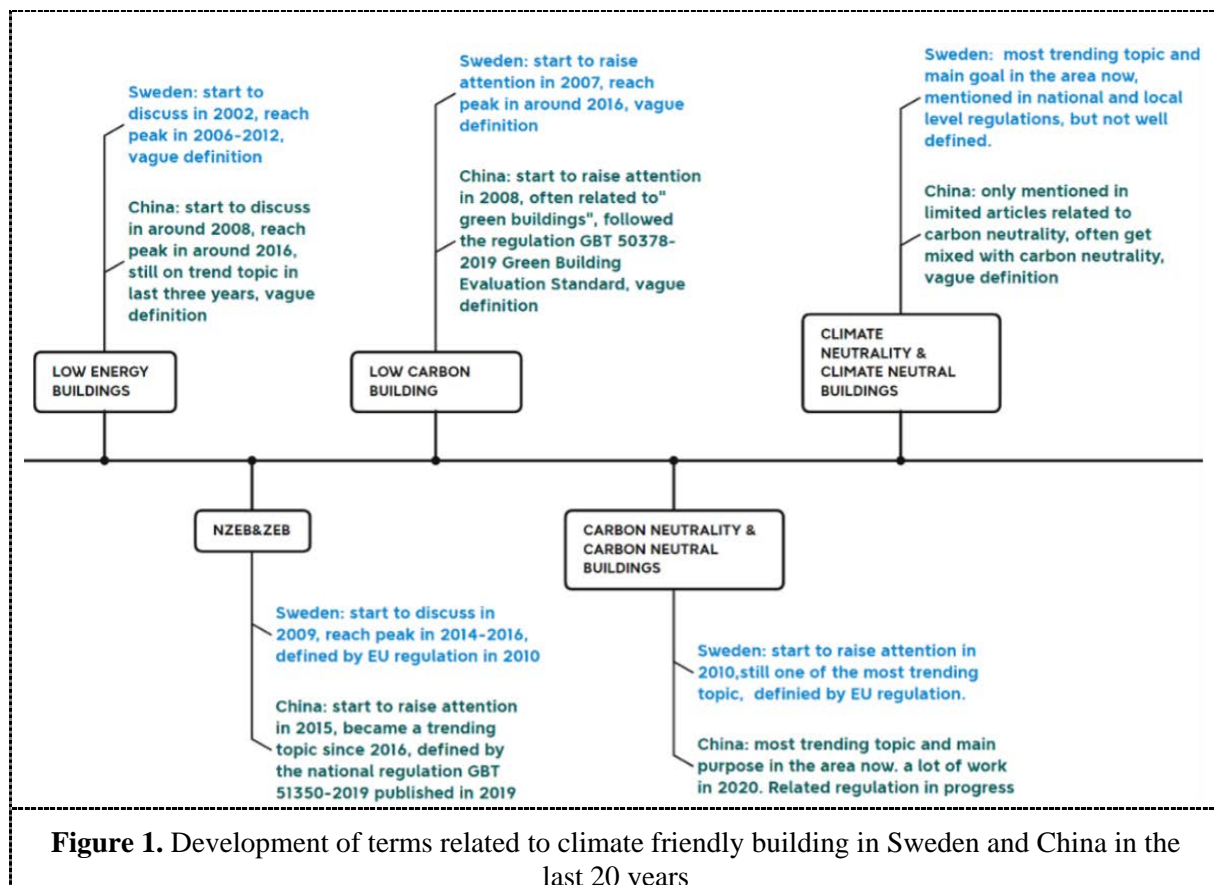 Sweden: start to
discuss in 2002, reach
peak in 2006-2012,
vague definition
China: start to discuss
in around 2008, reach
peak in around 2016,
still on trend topic in
last three years, vague
definition
LOW ENERGY
BUILDINGS
Sweden: start to raise
attention in 2007, reach
peak in around 2016, vague
definition
China: start to raise attention
in 2008, often related to"
green buildings", followed
the regulation GBT 50378-
2019 Green Building
Evaluation Standard, vague
definition
LOW CARBON
BUILDING
Sweden: most trending topic and
main goal in the area now,
mentioned in national and local
level regulations, but not well
defined.
China: only mentioned in
limited articles related to
carbon neutrality, often get
mixed with carbon neutrality,
vague definition
CLIMATE
NEUTRALITY &
CLIMATE NEUTRAL
BUILDINGS
NZEB&ZEB
Sweden: start to discuss in
2009, reach peak in 2014-2016,
defined by EU regulation in 2010
China: start to raise attention
in 2015, became a trending
topic since 2016, defined by
the national regulation GBT
51350-2019 published in 2019
CARBON NEUTRALITY &
CARBON NEUTRAL
BUILDINGS
Sweden: start to raise attention in
2010,still one of the most trending
topic, definied by EU regulation.
China: most trending topic and main
purpose in the area now. a lot of work
in 2020. Related regulation in progress
Figure 1. Development of terms related to climate friendly building in Sweden and China in the
last 20 years